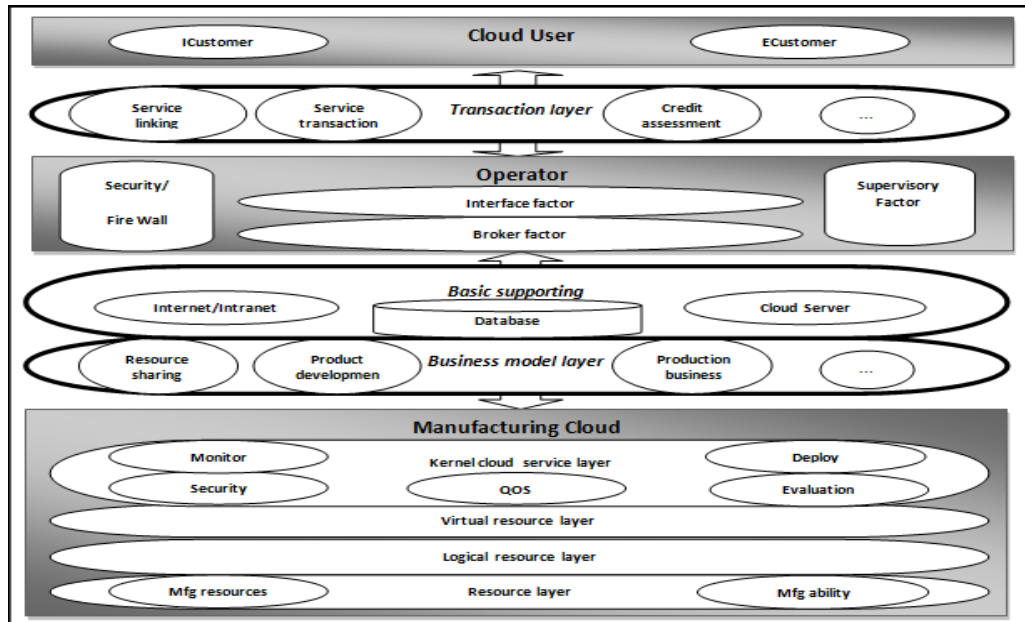 Cloud User
ICustomer
ECustomer
Service
linking
Service
transaction
Transaction layer
Credit
assessment
...
Operator
Security/
Fire Wall
Interface factor
Broker factor
Supervisory
Factor
Basic supporting
Internet/Intranet
Database
Cloud Server
Resource
sharing
Product
developmen
Business model layer
Production
business
...
Manufacturing Cloud
Monitor
Kernel cloud service layer
Deploy
Security
QOS
Evaluation
Virtual resource layer
Logical resource layer
Mfg resources
Resource layer
Mfg ability